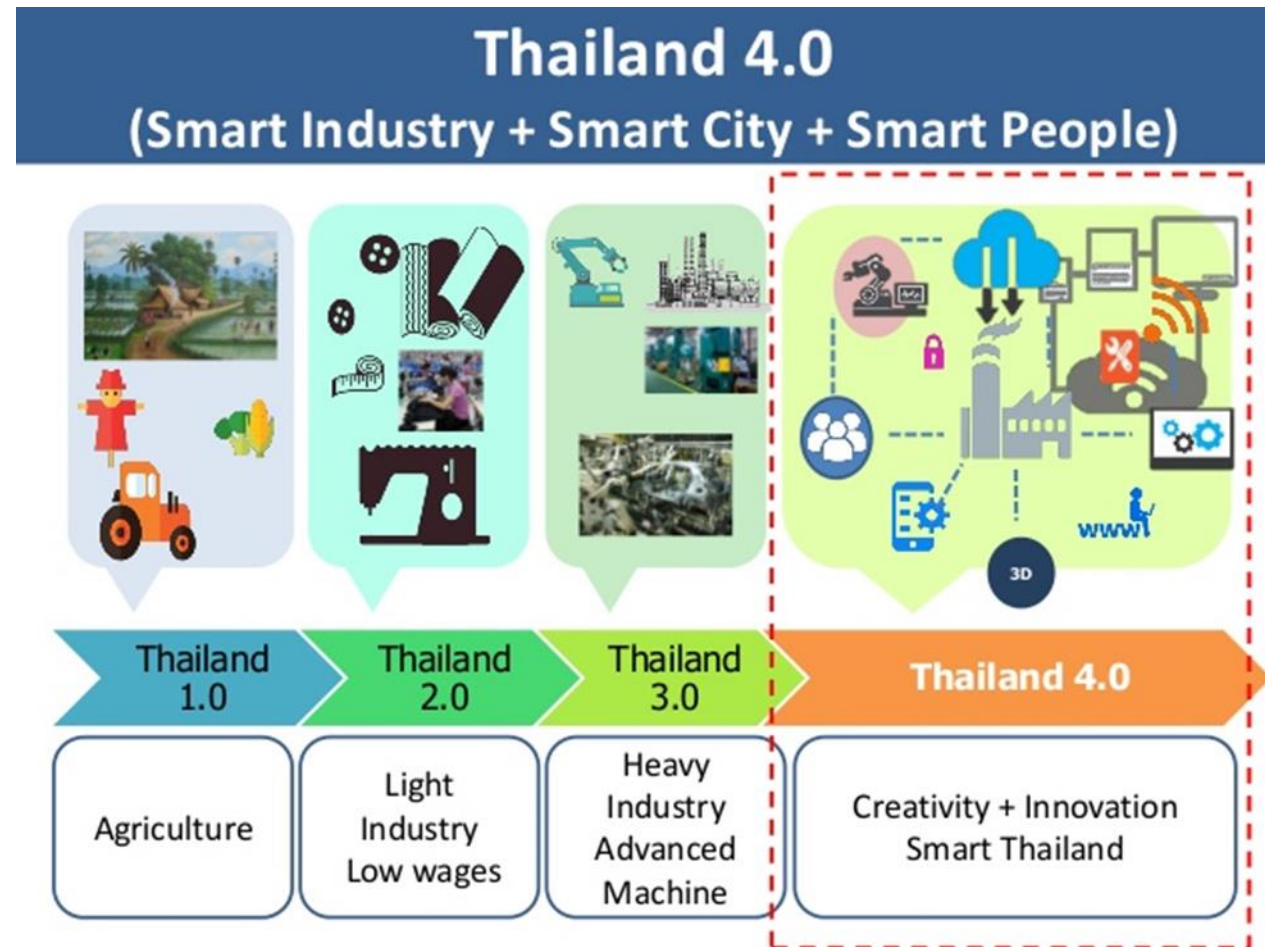 Thailand 4.0
(Smart Industry + Smart City + Smart People)
www
3D
Thailand
1.0
Thailand
2.0
Thailand
3.0
Thailand 4.0
Agriculture
Light
Industry
Low wages
Heavy
Industry
Advanced
Machine
Creativity + Innovation
Smart Thailand